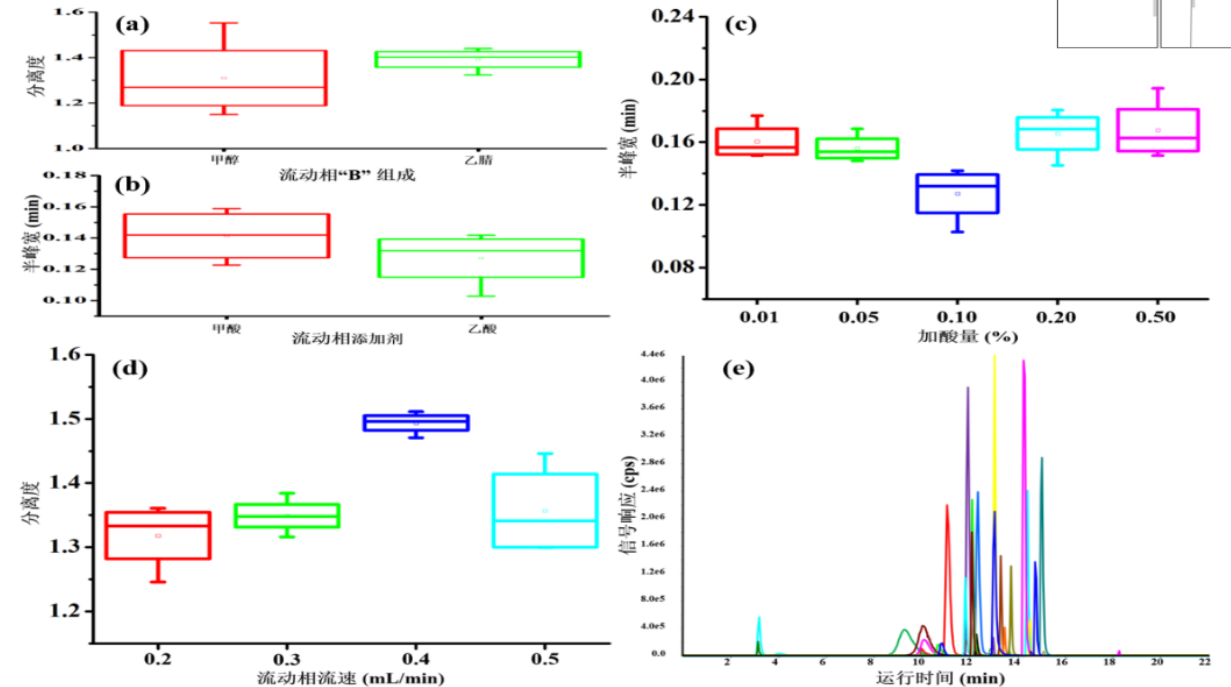 (a)
1.6
1.4
1.2
1.0
分离度
甲醇
乙腈
流动相“B” 组成
(b)
0.18
0.16
0.14
0.12
0.10
半峰宽 (min)
甲酸
乙酸
流动相添加剂
(c)
0.24
0.20
0.16
0.12
0.08
半峰宽 (min)
0.01 0.05 0.10 0.20 0.50
加酸量 (%)
(d)
1.6
1.5
1.4
1.3
1.2
分离度
0.2 0.3 0.4 0.5
流动相流速 (mL/min)
(e)
4.4e6
4.0e6
3.6e6
3.2e6
2.8e6
2.4e6
2.0e6
1.6e6
1.2e6
8.0e5
4.0e5
0.0
信号响应 (cps)
2 4 6 8 10 12 14 16 18 20 22
运行时间 (min)